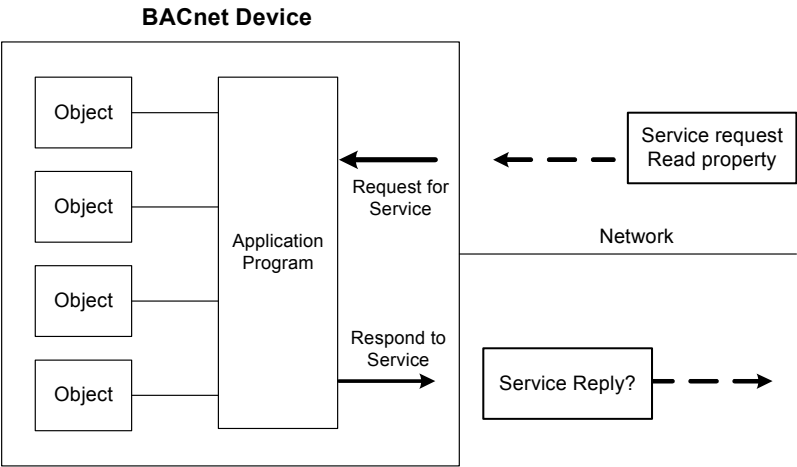 BACnet Device
Object
Object
Object
Object
Application
Program
Request for
Service
Respond to
Service
Service request
Read property
Network
Service Reply?